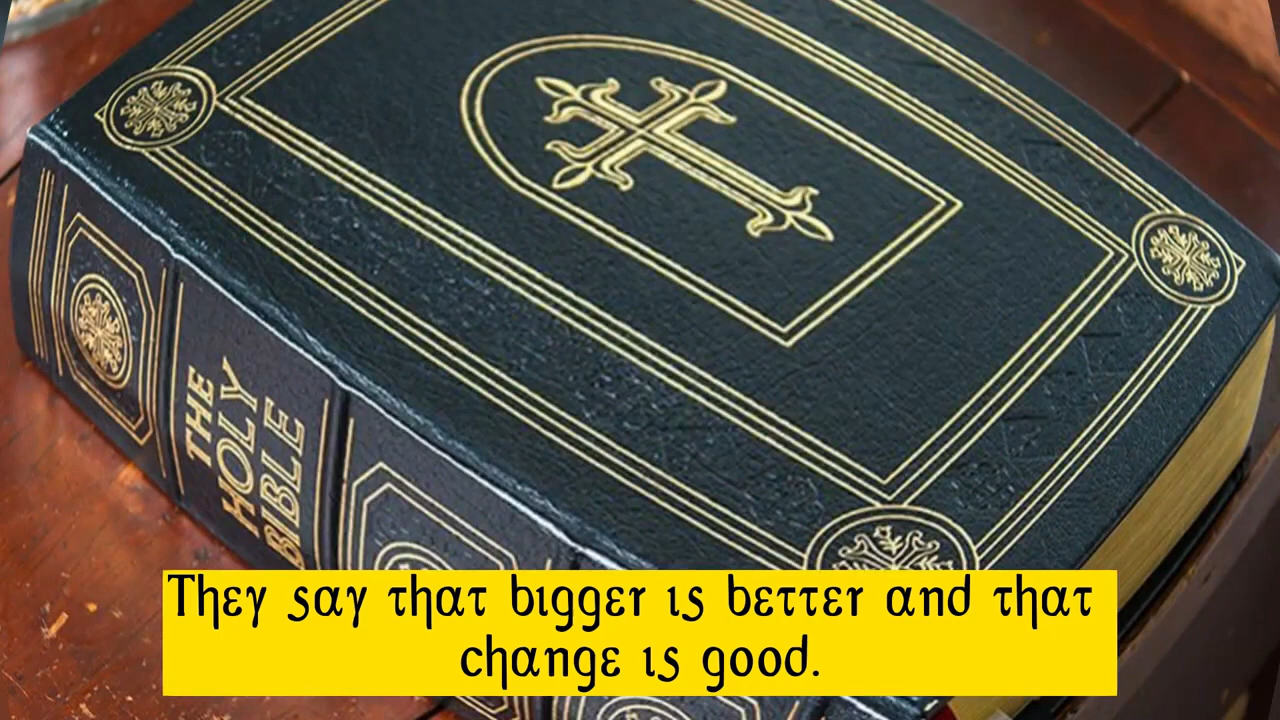 THE
HOLY
BIBLE
They say that bigger is better and that
change is good.